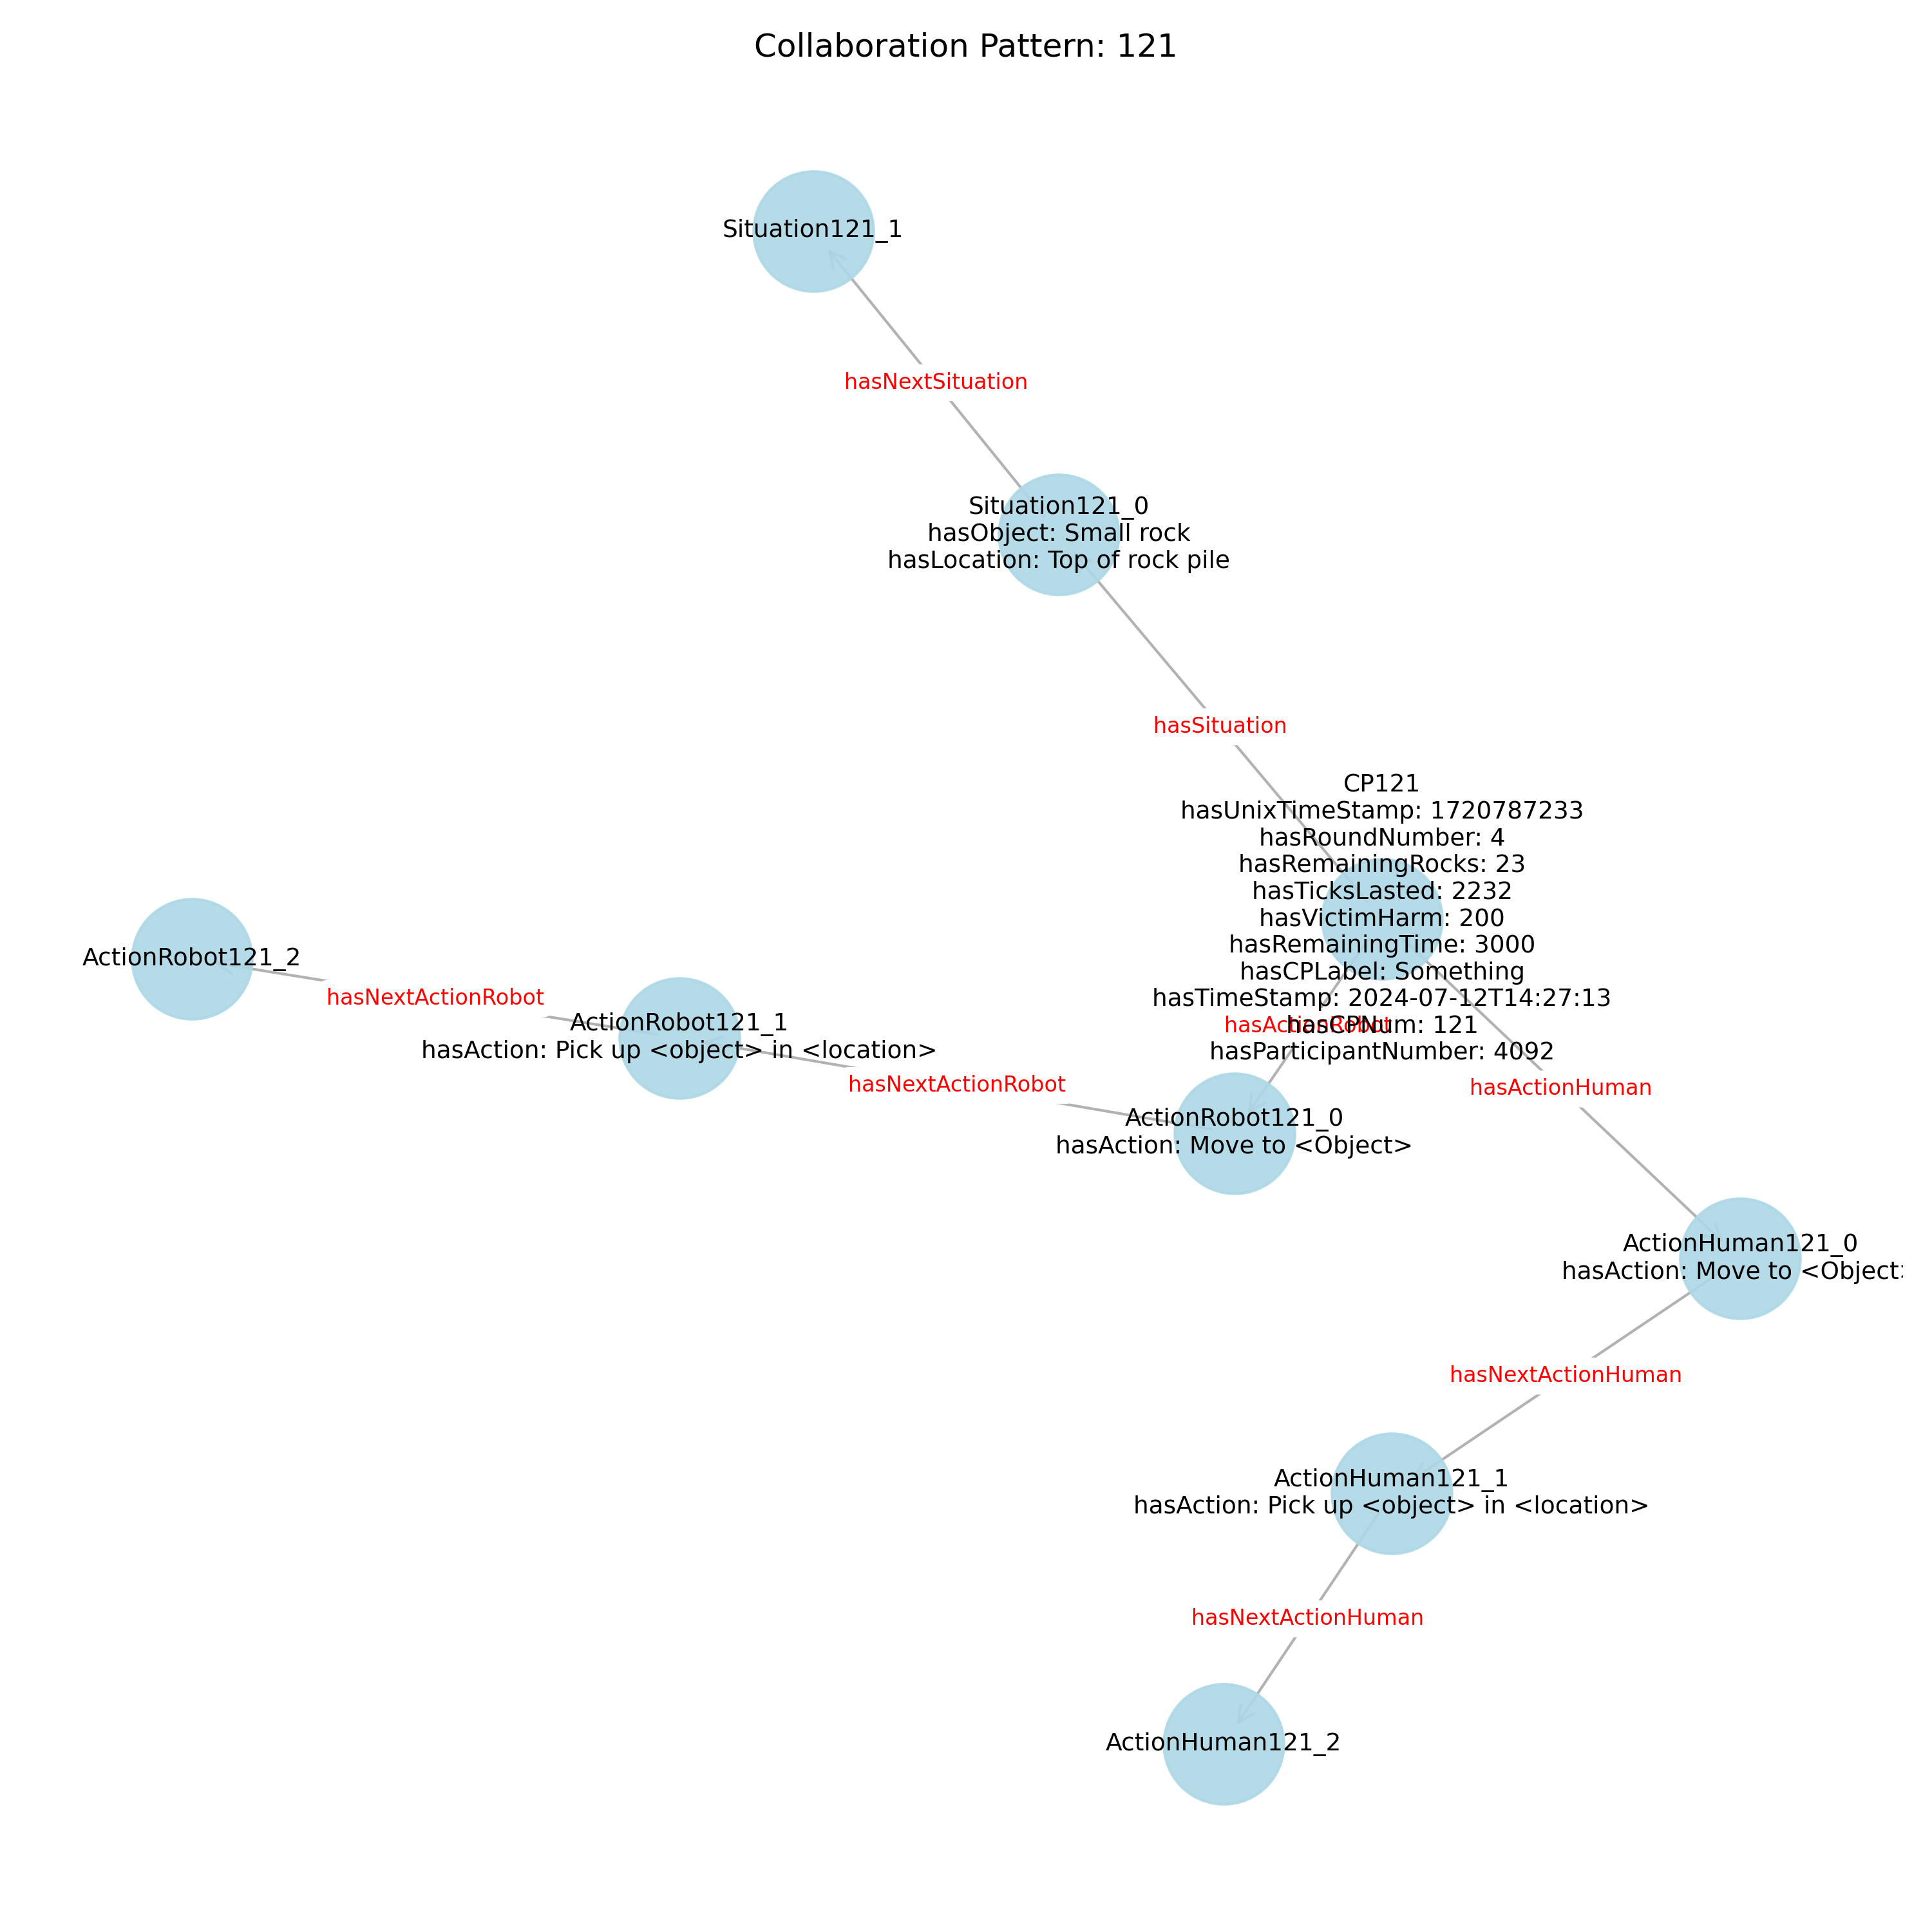 Collaboration Pattern: 121
Situation121_1
hasNextSituation
Situation121_0
hasObject: Small rock
hasLocation: Top of rock pile
hasSituation
CP121
hasUnixTimeStamp: 1720787233
hasRoundNumber: 4
hasRemainingRocks: 23
hasTicksLasted: 2232
hasVictimHarm: 200
hasRemainingTime: 3000
hasCPLabel: Something
hasTimeStamp: 2024-07-12T14:27:13
hasCPNum: 121
hasParticipantNumber: 4092
hasActionRobot
ActionRobot121_2
hasNextActionRobot
ActionRobot121_1
hasAction: Pick up <object> in <location>
hasNextActionRobot
ActionRobot121_0
hasAction: Move to <Object>
hasActionHuman
ActionHuman121_0
hasAction: Move to <Object>
hasNextActionHuman
ActionHuman121_1
hasAction: Pick up <object> in <location>
hasNextActionHuman
ActionHuman121_2